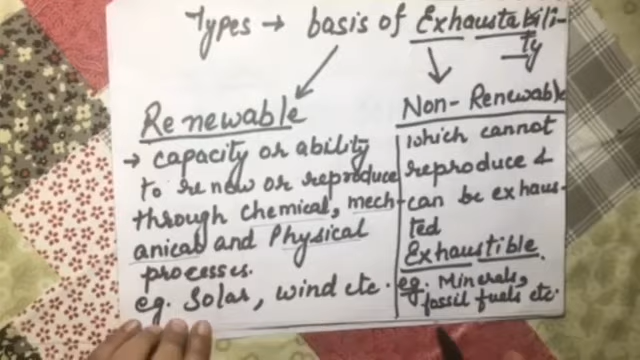 Types → basis of Exhaustabili-
ty
Renewable
→ capacity or ability
to renew or reproduce
through chemical, mech-
anical and Physical
processes.
eg. Solar, wind etc.
Non-Renewable
which cannot
reproduce &
can be exhaus-
ted
Exhaustible.
eg. Minerals,
fossil fuels etc.